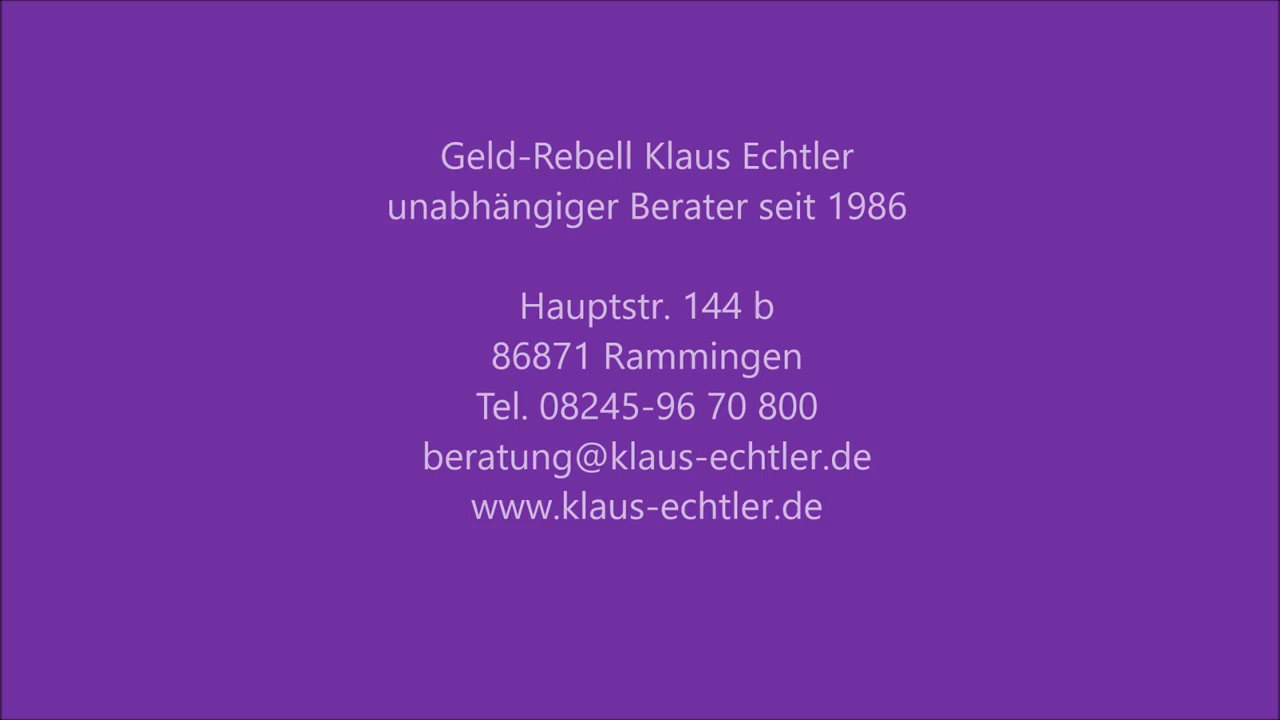 Geld-Rebell Klaus Echtler
unabhängiger Berater seit 1986
Hauptstr. 144 b
86871 Rammingen
Tel. 08245-96 70 800
beratung@klaus-echtler.de
www.klaus-echtler.de